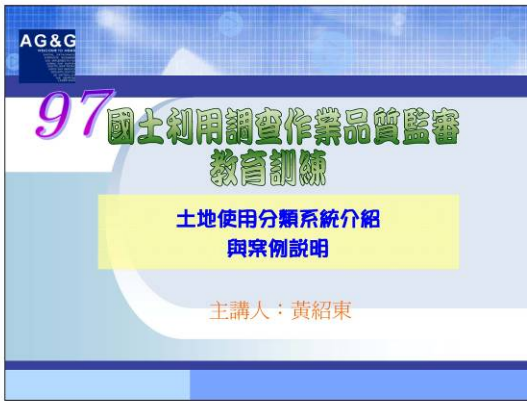 AG&G
97國土利用調查作業品質監審
教育訓練
土地使用分類系統介紹
與案例說明
主講人：黃紹東